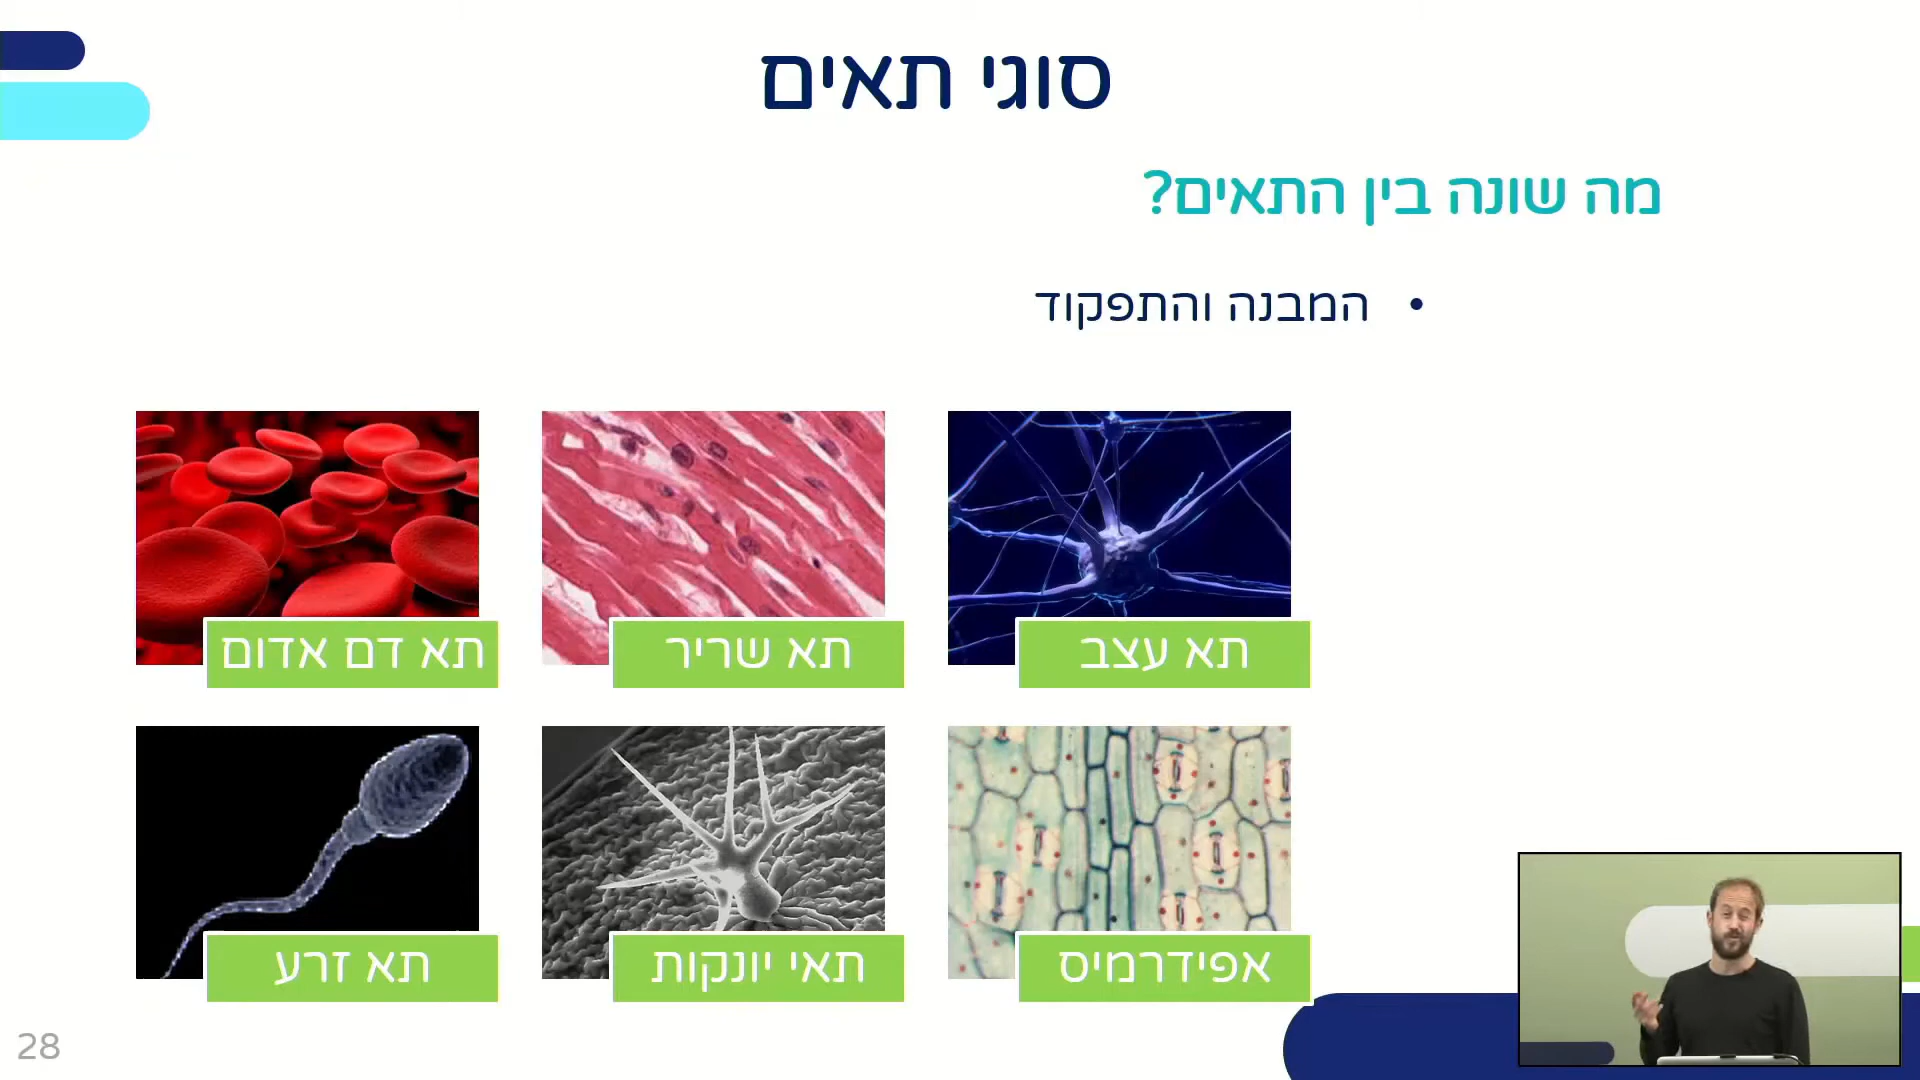 סוגי תאים
מה שונה בין התאים?
• המבנה והתפקוד
תא עצב
תא שריר
תא דם אדום
אפידרמיס
תאי יונקות
תא זרע
28